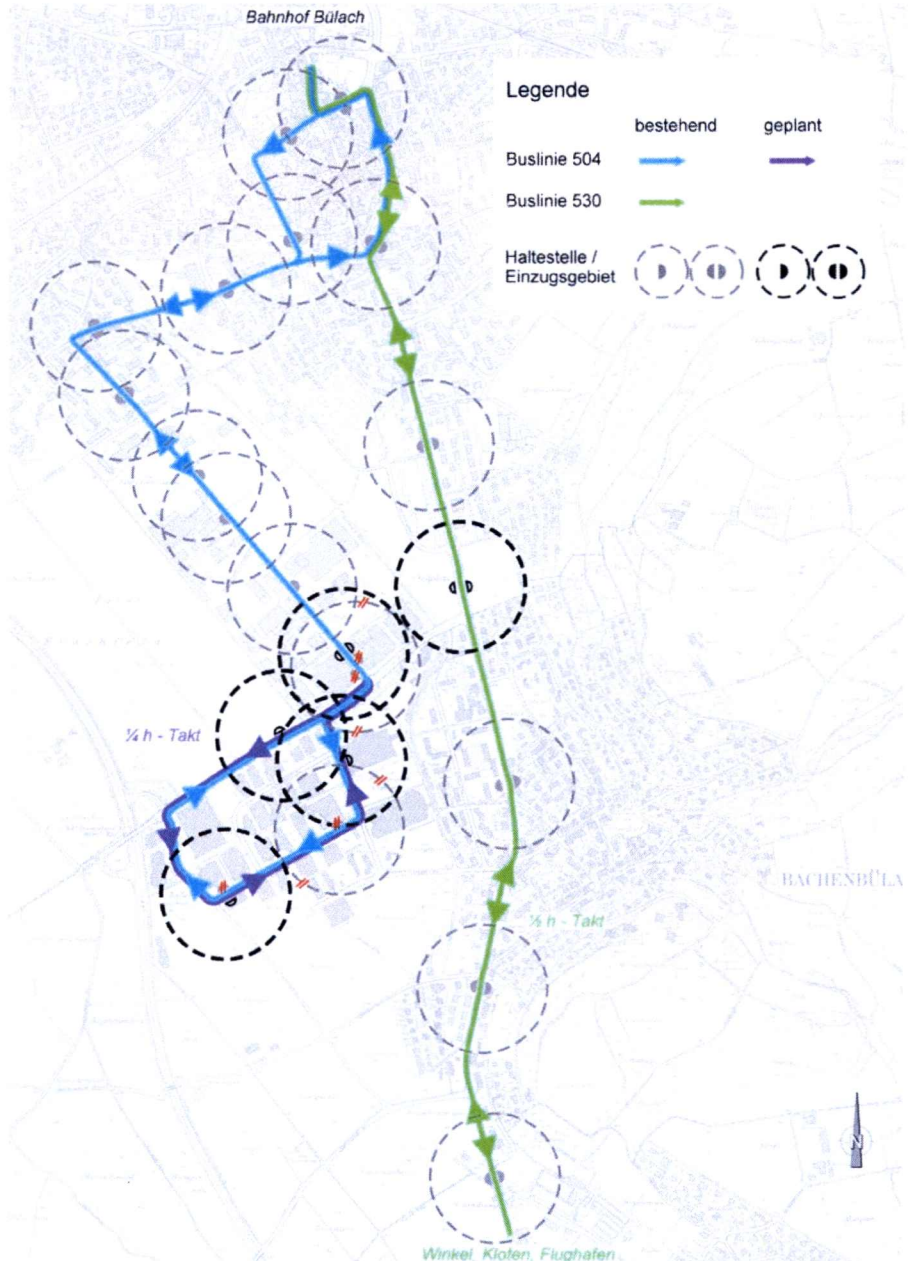 Bahnhof Bülach
Legende
bestehend geplant
Buslinie 504
Buslinie 530
Haltestelle /
Einzugsgebiet
¼ h - Takt
BACHENBÜLA
½ h - Takt
N
Winkel, Kloten, Flughafen